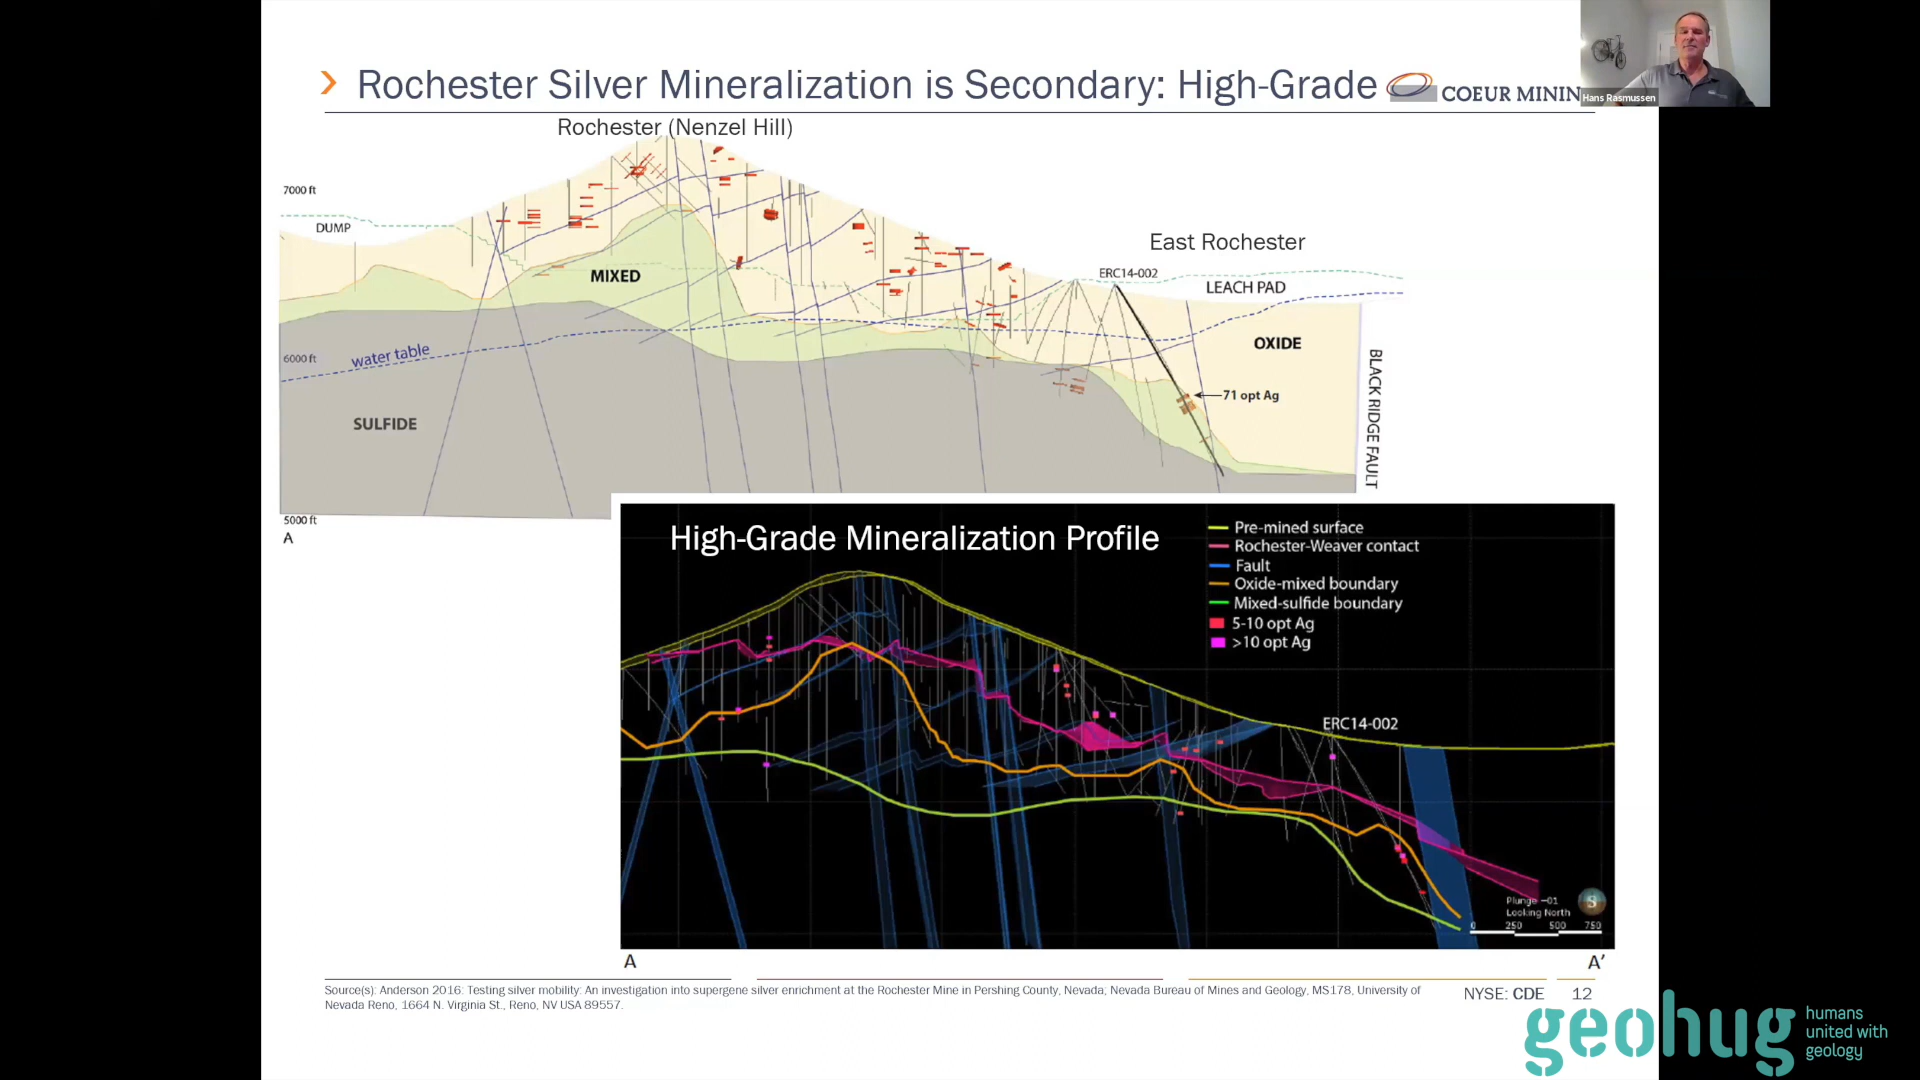 Rochester Silver Mineralization is Secondary: High-Grade
COEUR MININ
Hans Rasmussen
Rochester (Nenzel Hill)
7000 ft
DUMP
East Rochester
MIXED
ERC14-002
LEACH PAD
6000 ft
water table
OXIDE
BLACK RIDGE FAULT
71 opt Ag
SULFIDE
5000 ft
A
High-Grade Mineralization Profile
Pre-mined surface
Rochester-Weaver contact
Fault
Oxide-mixed boundary
Mixed-sulfide boundary
5-10 opt Ag
>10 opt Ag
ERC14-002
Plunge -01
Looking North
S
0 250 500 750
A
A'
Source(s): Anderson 2016: Testing silver mobility: An investigation into supergene silver enrichment at the Rochester Mine in Pershing County, Nevada; Nevada Bureau of Mines and Geology, MS178, University of
Nevada Reno, 1664 N. Virginia St., Reno, NV USA 89557.
NYSE: CDE 12
geohug
humans
united with
geology